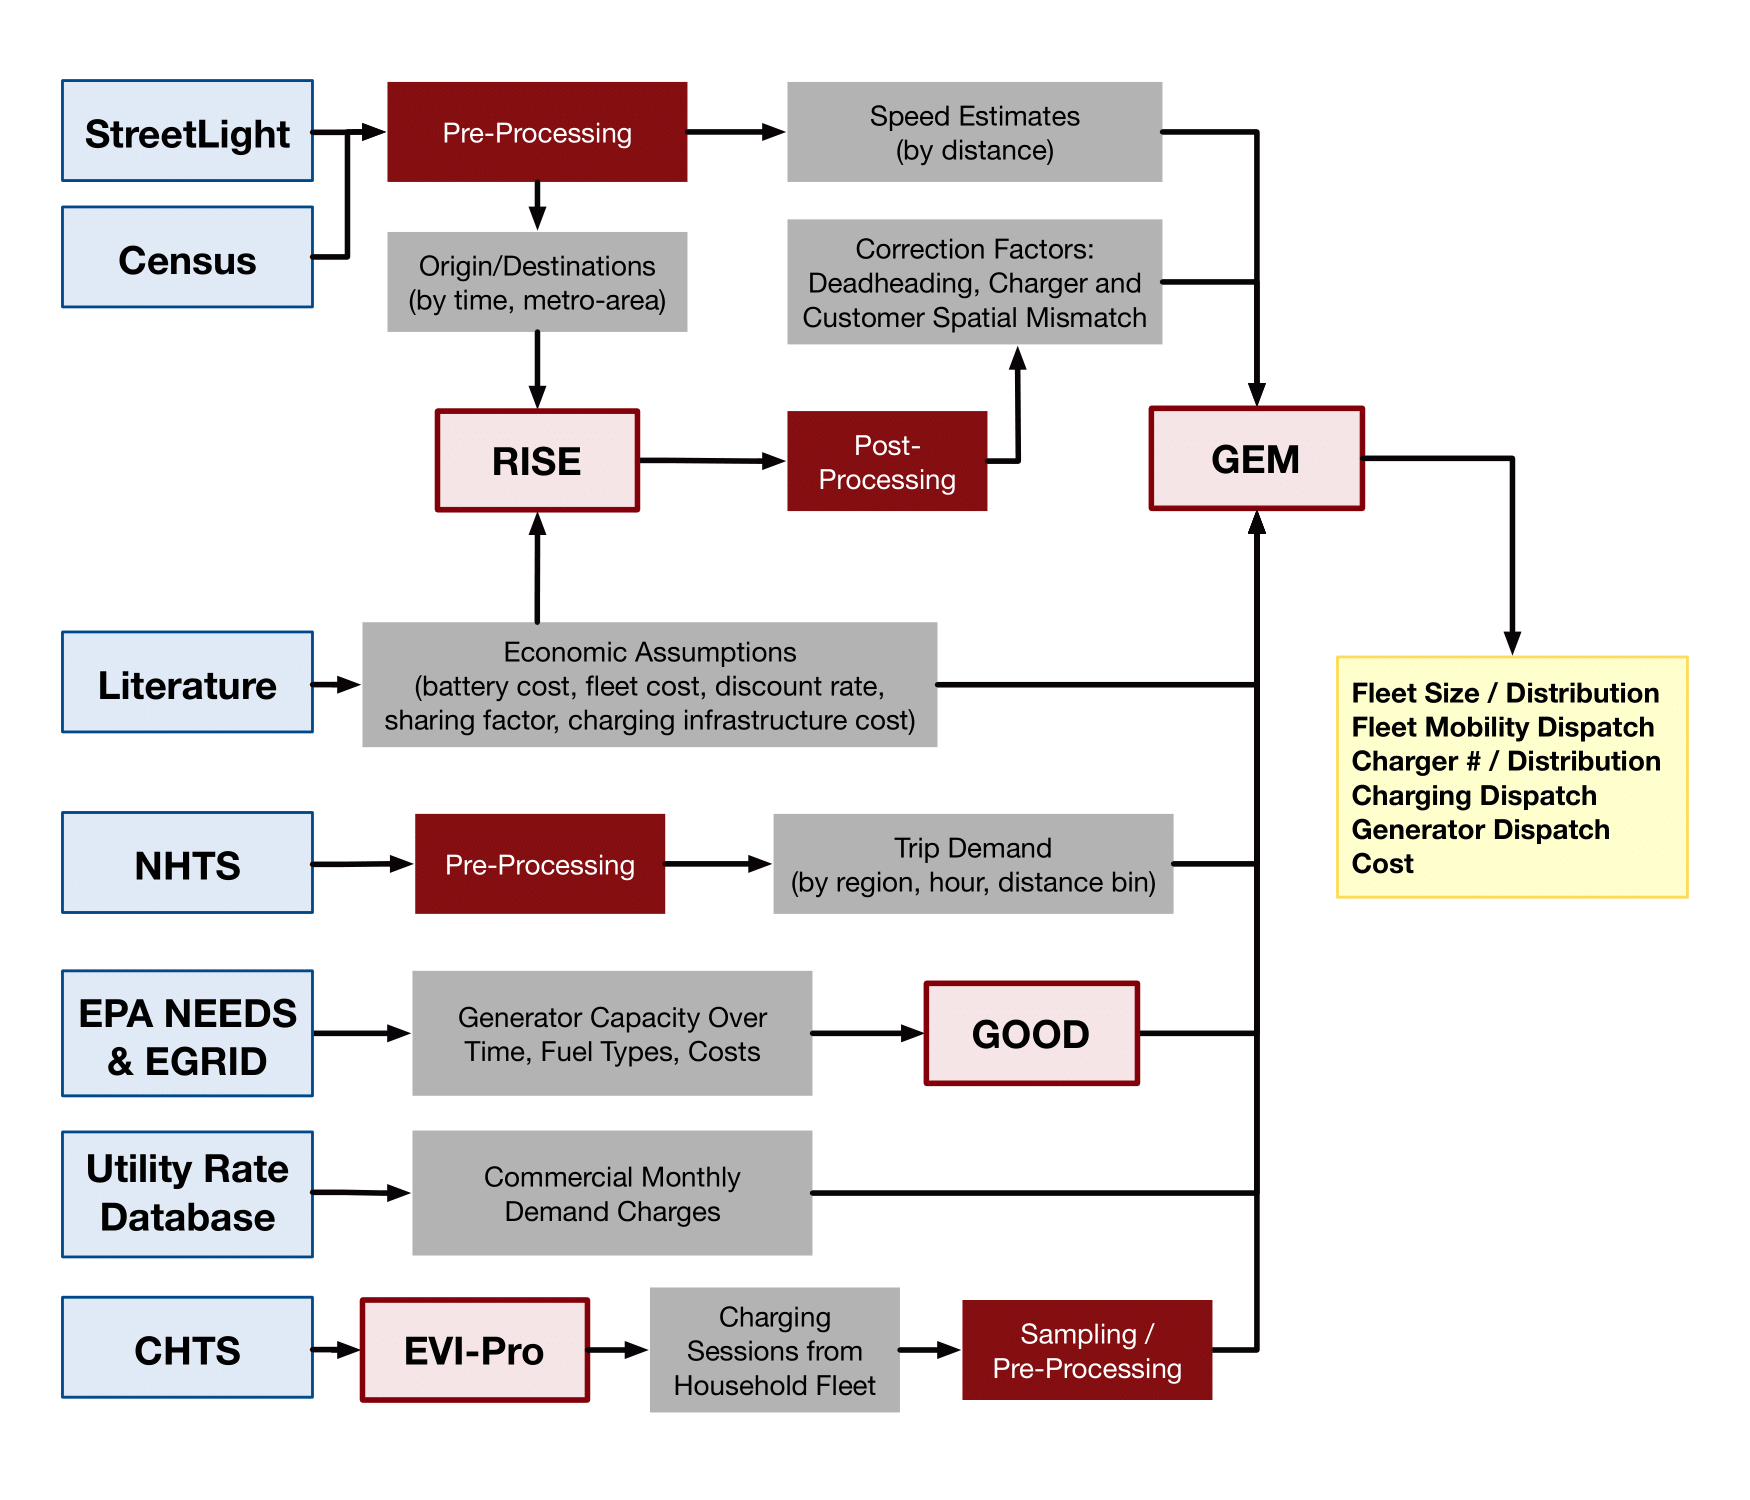 StreetLight
Pre-Processing
Speed Estimates
(by distance)
Census
Origin/Destinations
(by time, metro-area)
Correction Factors:
Deadheading, Charger and
Customer Spatial Mismatch
RISE
Post-
Processing
GEM
Literature
Economic Assumptions
(battery cost, fleet cost, discount rate,
sharing factor, charging infrastructure cost)
Fleet Size / Distribution
Fleet Mobility Dispatch
Charger # / Distribution
Charging Dispatch
Generator Dispatch
Cost
NHTS
Pre-Processing
Trip Demand
(by region, hour, distance bin)
EPA NEEDS
& EGRID
Generator Capacity Over
Time, Fuel Types, Costs
GOOD
Utility Rate
Database
Commercial Monthly
Demand Charges
CHTS
EVI-Pro
Charging
Sessions from
Household Fleet
Sampling /
Pre-Processing